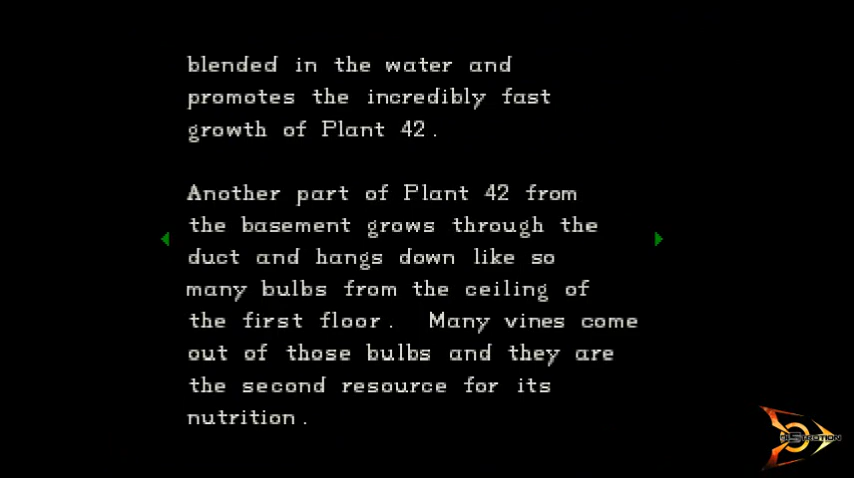 blended in the water and
promotes the incredibly fast
growth of Plant 42.
Another part of Plant 42 from
the basement grows through the
duct and hangs down like so
many bulbs from the ceiling of
the first floor. Many vines come
out of those bulbs and they are
the second resource for its
nutrition.